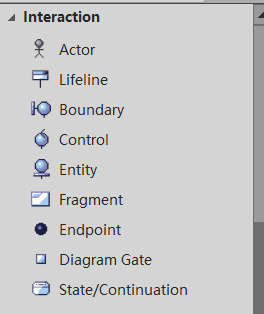 Interaction
Actor
Lifeline
Boundary
Control
Entity
Fragment
Endpoint
Diagram Gate
State/Continuation